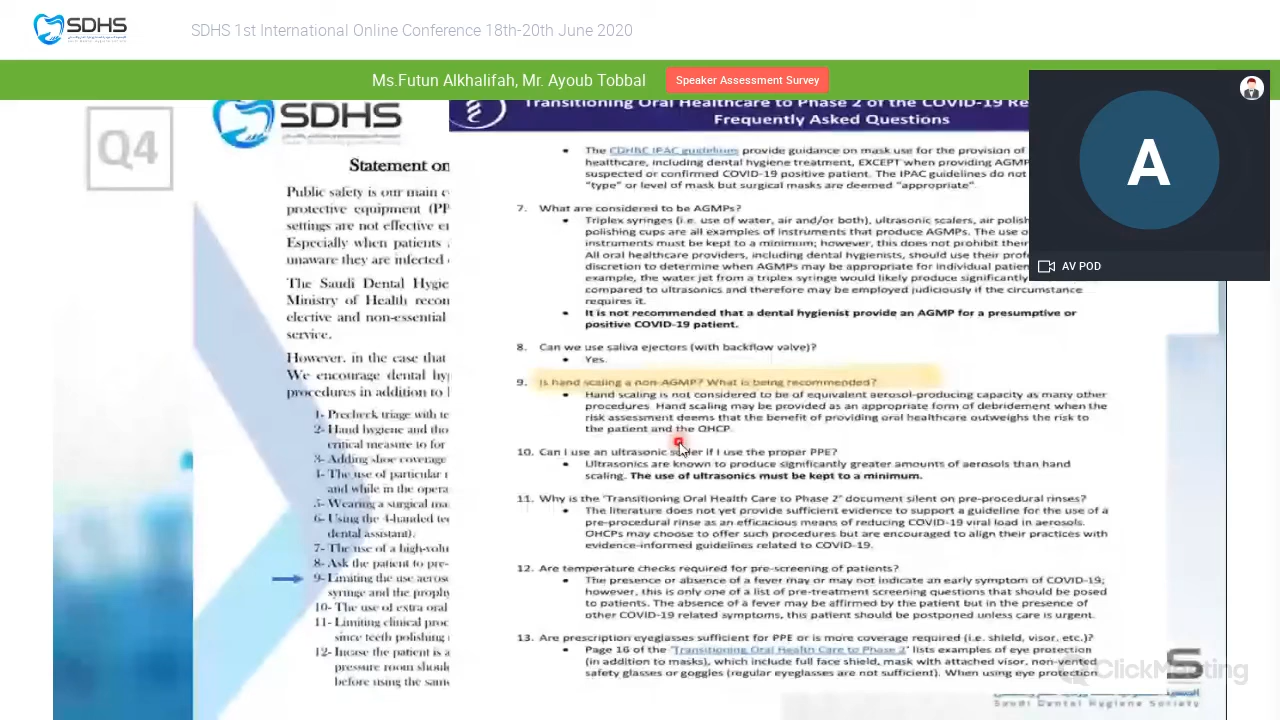 SDHS
SDHS 1st International Online Conference 18th-20th June 2020
Ms.Futun Alkhalifah, Mr. Ayoub Tobbal
Speaker Assessment Survey
A
AV POD
Q4
SDHS
Statement on
Public safety is our main
protective equipment (PP
settings are not effective
Especially when patients
unaware they are infected
The Saudi Dental Hygie
Ministry of Health recon
elective and non-essential
service.
However, in the case that
We encourage dental hy
procedures in addition to
1- Precheck triage with te
2- Hand hygiene and tho
critical measure to for
3- Adding shoe coverage
4- The use of particular
and while in the opera
5- Wearing a surgical ma
6- Using the 4-handed te
dental assistant).
7- The use of a high-volu
8- Ask the patient to pre-
9- Limiting the use aeros
syringe and the prophy
10- The use of extra oral
11- Limiting clinical proc
since teeth polishing
12- Incase the patient is a
pressure room should
before using the same
Transitioning Oral Healthcare to Phase 2 of the COVID-19 Re
Frequently Asked Questions
• The CDHBC IPAC guidelines provide guidance on mask use for the provision of
healthcare, including dental hygiene treatment, EXCEPT when providing AGMP
suspected or confirmed COVID-19 positive patient. The IPAC guidelines do not
"type" or level of mask but surgical masks are deemed "appropriate".
7. What are considered to be AGMPs?
• Triplex syringes (i.e. use of water, air and/or both), ultrasonic scalers, air polish
polishing cups are all examples of instruments that produce AGMPs. The use o
instruments must be kept to a minimum; however, this does not prohibit their
All oral healthcare providers, including dental hygienists, should use their prof
discretion to determine when AGMPs may be appropriate for individual patien
example, the water jet from a triplex syringe would likely produce significantly
compared to ultrasonics and therefore may be employed judiciously if the circumstance
requires it.
• It is not recommended that a dental hygienist provide an AGMP for a presumptive or
positive COVID-19 patient.
8. Can we use saliva ejectors (with backflow valve)?
• Yes.
9. Is hand scaling a non-AGMP? What is being recommended?
• Hand scaling is not considered to be of equivalent aerosol-producing capacity as many other
procedures. Hand scaling may be provided as an appropriate form of debridement when the
risk assessment deems that the benefit of providing oral healthcare outweighs the risk to
the patient and the OHCP.
10. Can I use an ultrasonic scaler if I use the proper PPE?
• Ultrasonics are known to produce significantly greater amounts of aerosols than hand
scaling. The use of ultrasonics must be kept to a minimum.
11. Why is the "Transitioning Oral Health Care to Phase 2" document silent on pre-procedural rinses?
• The literature does not yet provide sufficient evidence to support a guideline for the use of a
pre-procedural rinse as an efficacious means of reducing COVID-19 viral load in aerosols.
OHCPs may choose to offer such procedures but are encouraged to align their practices with
evidence-informed guidelines related to COVID-19.
12. Are temperature checks required for pre-screening of patients?
• The presence or absence of a fever may or may not indicate an early symptom of COVID-19;
however, this is only one of a list of pre-treatment screening questions that should be posed
to patients. The absence of a fever may be affirmed by the patient but in the presence of
other COVID-19 related symptoms, this patient should be postponed unless care is urgent.
13. Are prescription eyeglasses sufficient for PPE or is more coverage required (i.e. shield, visor, etc.)?
• Page 16 of the "Transitioning Oral Health Care to Phase 2" lists examples of eye protection
(in addition to masks), which include full face shield, mask with attached visor, non-vented
safety glasses or goggles (regular eyeglasses are not sufficient). When using eye protection
ClickMeeting
Saudi Dental Hygiene Society